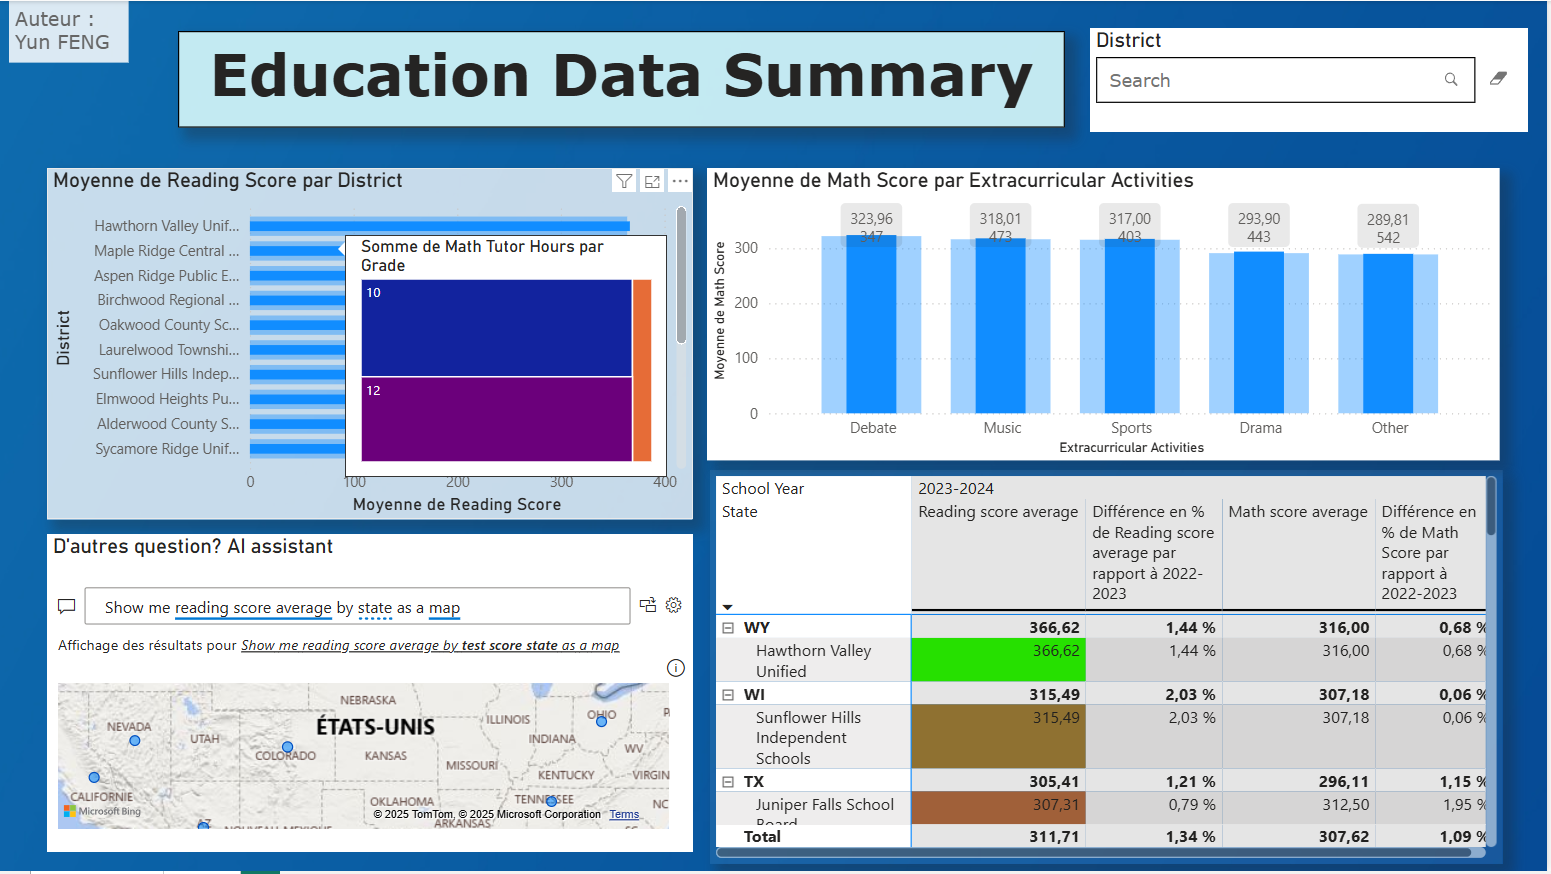 Auteur :
Yun FENG
Education Data Summary
District
Search
Moyenne de Reading Score par District
District
Hawthorn Valley Unif...
Maple Ridge Central ...
Aspen Ridge Public E...
Birchwood Regional ...
Oakwood County Sc...
Laurelwood Townshi...
Sunflower Hills Indep...
Elmwood Heights Pu...
Alderwood County S...
Sycamore Ridge Unif...
0 100 200 300 400
Moyenne de Reading Score
Somme de Math Tutor Hours par
Grade
10
12
Moyenne de Math Score par Extracurricular Activities
Moyenne de Math Score
300
200
100
0
323,96
347
318,01
473
317,00
403
293,90
443
289,81
542
Debate Music Sports Drama Other
Extracurricular Activities
D'autres question? AI assistant
Show me reading score average by state as a map
Affichage des résultats pour Show me reading score average by test score state as a map
NEBRASKA
ÉTATS-UNIS
ILLINOIS
OHIO
P
NEVADA
UTAH
COLORADO
KANSAS
INDIANA
WV
MISSOURI
KENTUCKY
VIRGIN
CALIFORNIE
OKLAHOMA
TENNESSEE
NC
Microsoft Bing
© 2025 TomTom, © 2025 Microsoft Corporation Terms
AZ
NOUVEAU-MEXIQUE
ARKANSAS
SC
School Year 2023-2024
State
Reading score average
Différence en %
de Reading score
average par
rapport à 2022-
2023
Math score average
Différence en
% de Math
Score par
rapport à
2022-2023
WY 366,62 1,44 % 316,00 0,68 %
Hawthorn Valley
Unified
366,62 1,44 % 316,00 0,68 %
WI 315,49 2,03 % 307,18 0,06 %
Sunflower Hills
Independent
Schools
315,49 2,03 % 307,18 0,06 %
TX 305,41 1,21 % 296,11 1,15 %
Juniper Falls School
Board
307,31 0,79 % 312,50 1,95 %
Total 311,71 1,34 % 307,62 1,09 %